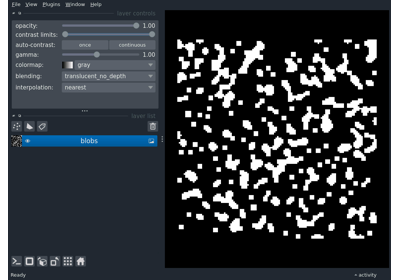 File View Plugins Window Help
layer controls
opacity: 1.00
contrast limits:
auto-contrast: once continuous
gamma: 1.00
colormap: gray
blending: translucent_no_depth
interpolation: nearest
layer list
blobs
Ready activity